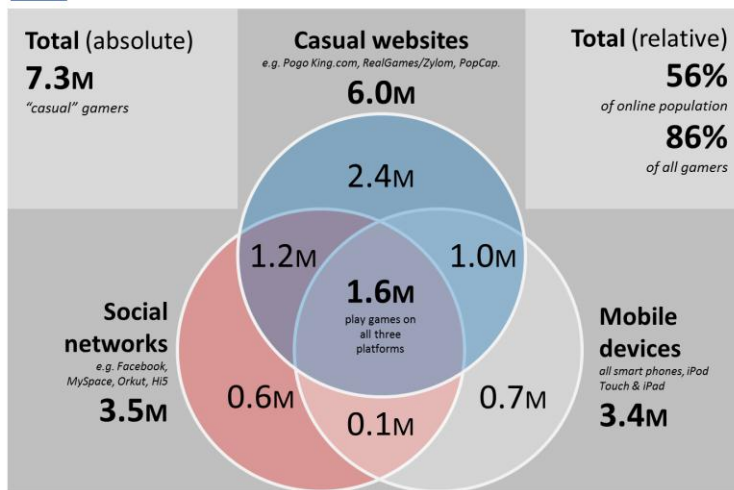 Total (absolute)
7.3M
"casual" gamers
Casual websites
e.g. Pogo King.com, RealGames/Zylom, PopCap.
6.0M
Total (relative)
56%
of online population
86%
of all gamers
2.4M
1.2M
1.0M
1.6M
play games on
all three
platforms
Social
networks
e.g. Facebook,
MySpace, Orkut, Hi5
3.5M
Mobile
devices
all smart phones, iPod
Touch & iPad
3.4M
0.6M
0.1M
0.7M